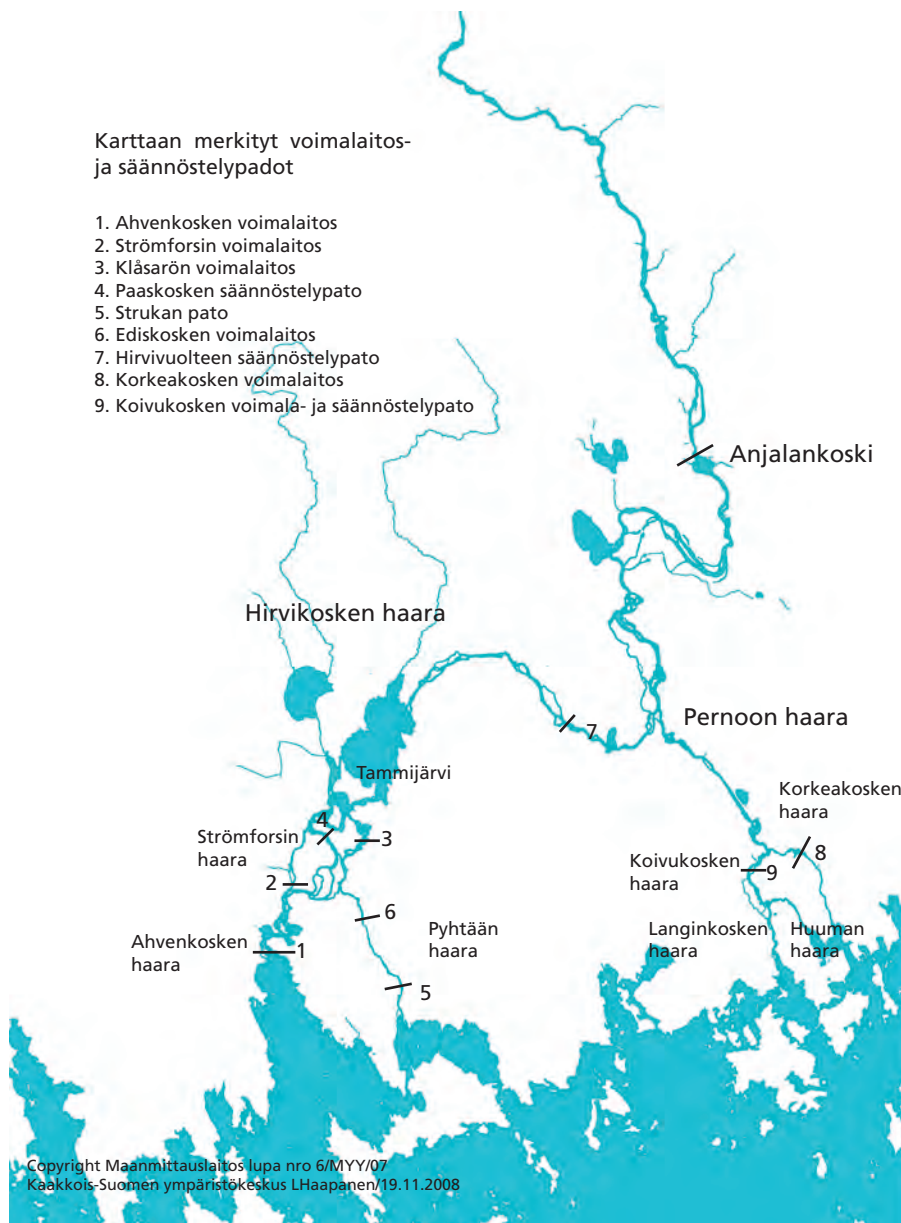 Karttaan merkityt voimalaitos-
ja säännöstelypadot
1. Ahvenkosken voimalaitos
2. Strömforsin voimalaitos
3. Klåsarön voimalaitos
4. Paaskosken säännöstelypato
5. Strukan pato
6. Ediskosken voimalaitos
7. Hirvivuolteen säännöstelypato
8. Korkeakosken voimalaitos
9. Koivukosken voimala- ja säännöstelypato
Anjalankoski
Hirvikosken haara
Pernoon haara
7
Tammijärvi
Korkeakosken
haara
4
Strömforsin
haara
3
8
Koivukosken
haara
9
2
6
Pyhtään
haara
Langinkosken
haara
Huuman
haara
Ahvenkosken
haara
1
5
Copyright Maanmittauslaitos lupa nro 6/MYY/07
Kaakkois-Suomen ympäristökeskus LHaapanen/19.11.2008